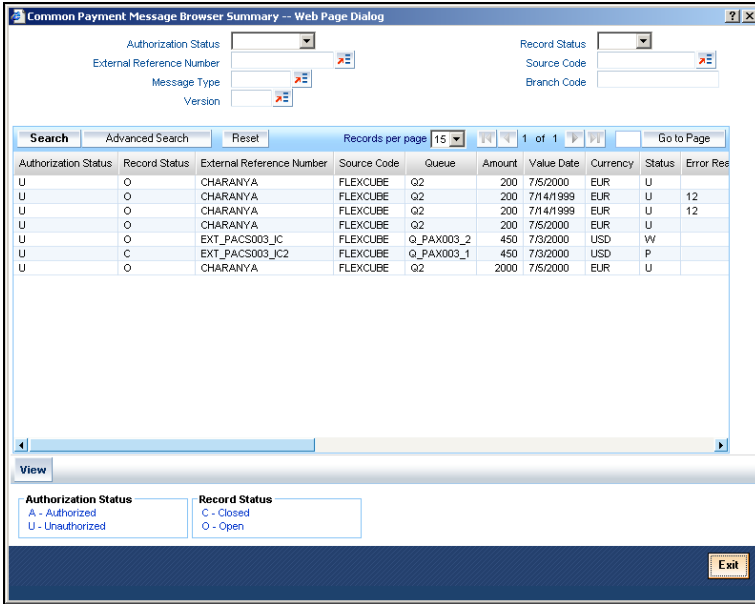 Common Payment Message Browser Summary -- Web Page Dialog
Authorization Status Record Status
External Reference Number Source Code
Message Type Branch Code
Version
Search Advanced Search Reset Records per page 15 1 of 1 Go to Page
Authorization Status Record Status External Reference Number Source Code Queue Amount Value Date Currency Status Error Rea
U O CHARANYA FLEXCUBE Q2 200 7/5/2000 EUR U
U O CHARANYA FLEXCUBE Q2 200 7/14/1999 EUR U 12
U O CHARANYA FLEXCUBE Q2 200 7/14/1999 EUR U 12
U O CHARANYA FLEXCUBE Q2 200 7/5/2000 EUR U
U O EXT_PACS003_IC FLEXCUBE Q_PAX003_2 450 7/3/2000 USD W
U C EXT_PACS003_IC2 FLEXCUBE Q_PAX003_1 450 7/3/2000 USD P
U O CHARANYA FLEXCUBE Q2 2000 7/5/2000 EUR U
View
Authorization Status Record Status
A - Authorized C - Closed
U - Unauthorized O - Open
Exit